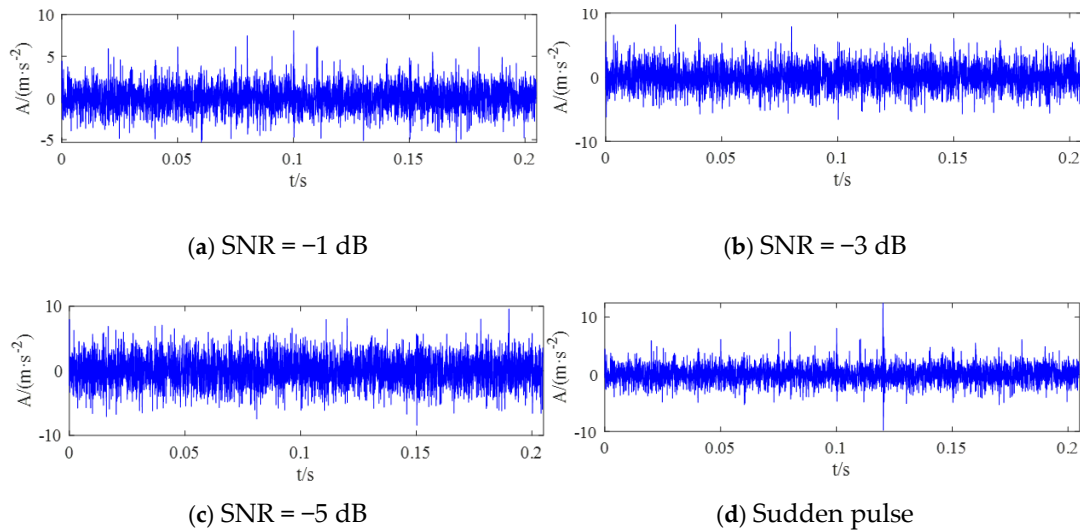 10
5
0
-5
A/(m·s⁻²)
0
0.05
0.1
0.15
0.2
t/s
(a) SNR = −1 dB
10
0
-10
A/(m·s⁻²)
0
0.05
0.1
0.15
0.2
t/s
(b) SNR = −3 dB
10
0
-10
A/(m·s⁻²)
0
0.05
0.1
0.15
0.2
t/s
(c) SNR = −5 dB
10
0
-10
A/(m·s⁻²)
0
0.05
0.1
0.15
0.2
t/s
(d) Sudden pulse